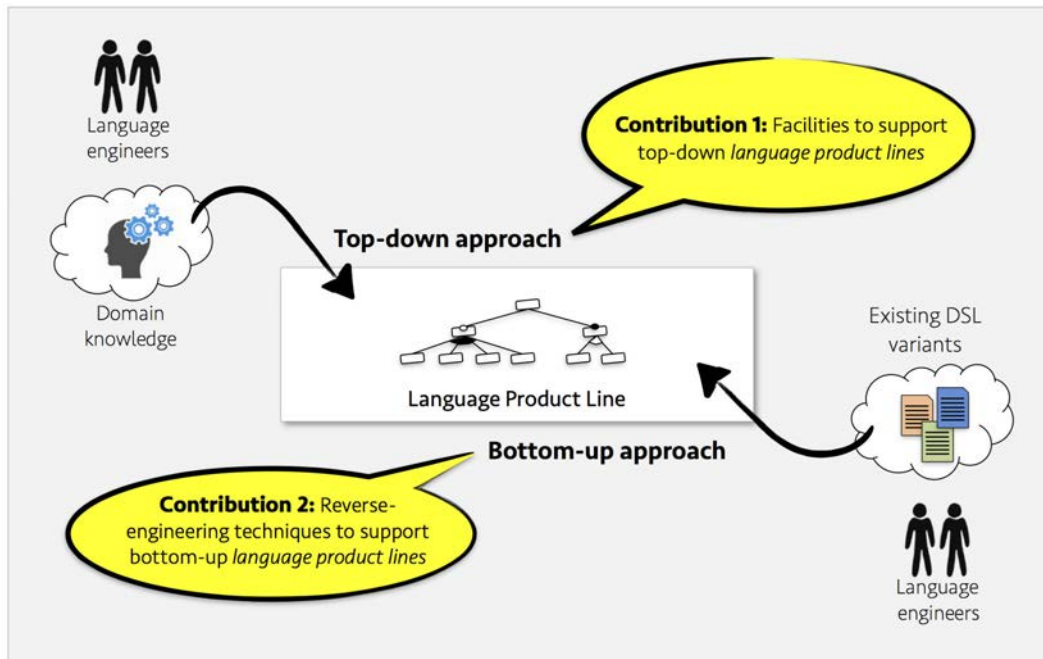 Language
engineers
Contribution 1: Facilities to support
top-down language product lines
Top-down approach
Domain
knowledge
Existing DSL
variants
Language Product Line
Bottom-up approach
Contribution 2: Reverse-
engineering techniques to support
bottom-up language product lines
Language
engineers